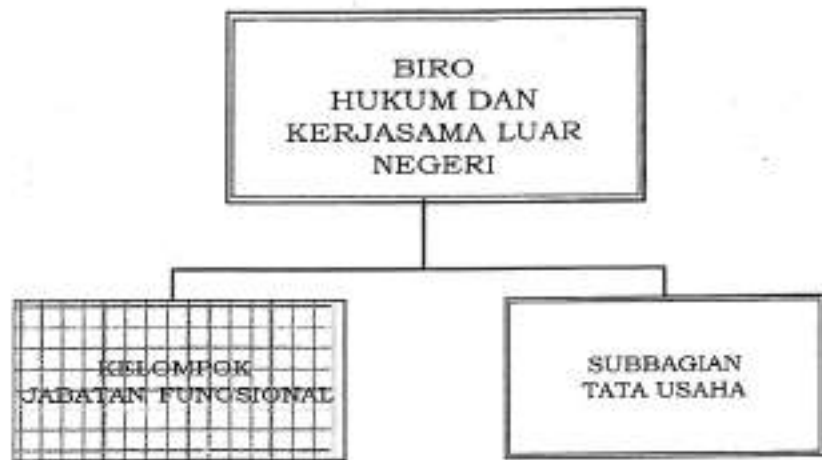 BIRO
HUKUM DAN
KERJASAMA LUAR
NEGERI
KELOMPOK
JABATAN FUNGSIONAL
SUBBAGIAN
TATA USAHA